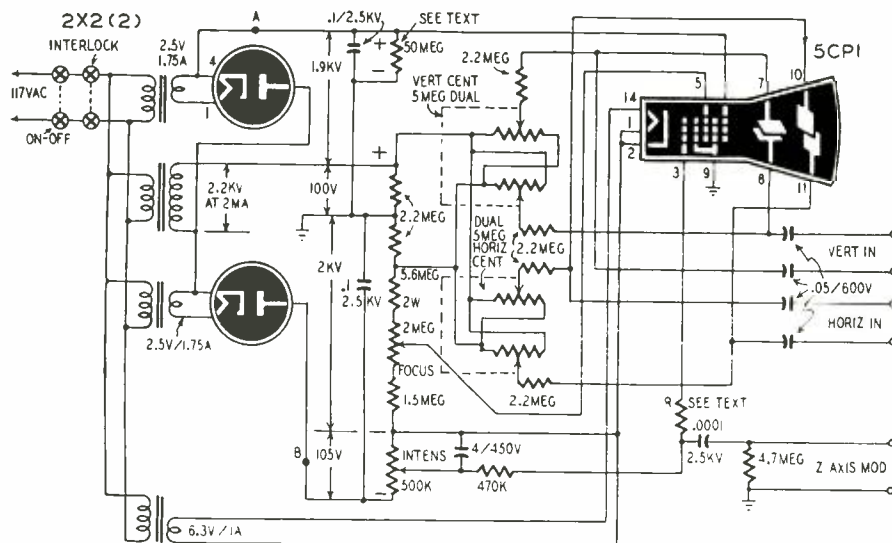 2X2(2)
A
.1/2.5KV
SEE TEXT
INTERLOCK
2.5V
1.75A
4
1
+
50MEG
-
1.9KV
2.2MEG
VERT CENT
5MEG DUAL
5CP1
117VAC
ON-OFF
14
1
2
5
7
10
3
9
8
11
2.2KV
AT 2MA
+
100V
2.2MEG
DUAL
5MEG
HORIZ
CENT
2.2MEG
VERT IN
.05/600V
HORIZ IN
2KV
.1
2.5KV
5.6MEG
2W
2MEG
FOCUS
1.5MEG
2.5V/1.75A
2.2MEG
R
SEE TEXT
.0001
2.5KV
4.7MEG
Z AXIS MOD
B
105V
INTENS
500K
-
4/450V
470K
6.3V/1A